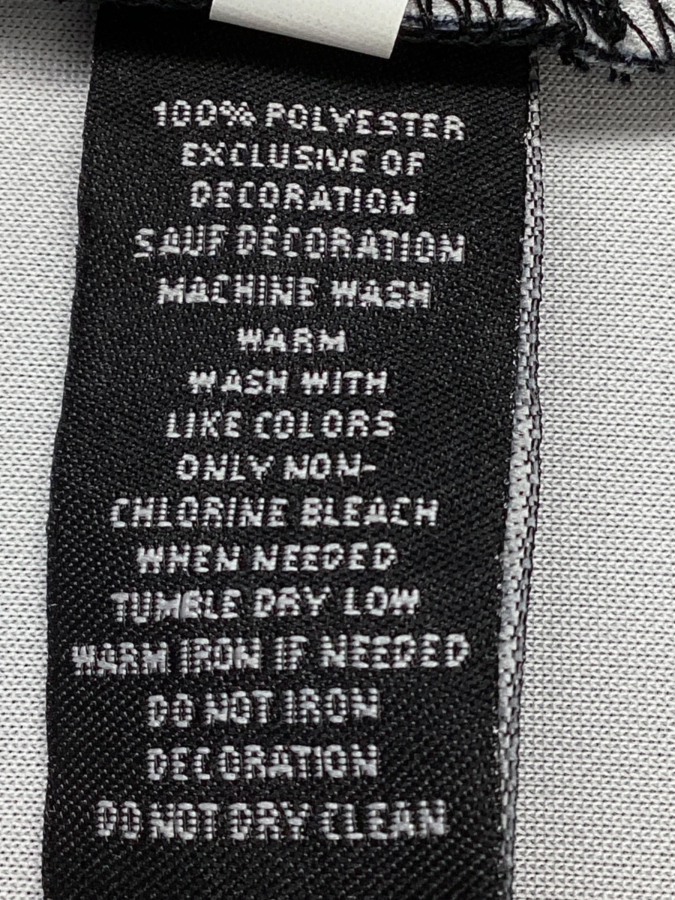 100% POLYESTER
EXCLUSIVE OF
DECORATION
SAUF DÉCORATION
MACHINE WASH
WARM
WASH WITH
LIKE COLORS
ONLY NON-
CHLORINE BLEACH
WHEN NEEDED
TUMBLE DRY LOW
WARM IRON IF NEEDED
DO NOT IRON
DECORATION
DO NOT DRY CLEAN